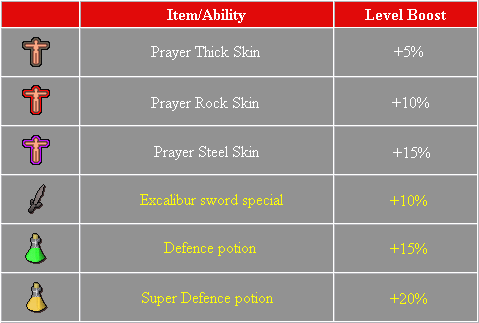 Item/Ability Level Boost
Prayer Thick Skin +5%
Prayer Rock Skin +10%
Prayer Steel Skin +15%
Excalibur sword special +10%
Defence potion +15%
Super Defence potion +20%